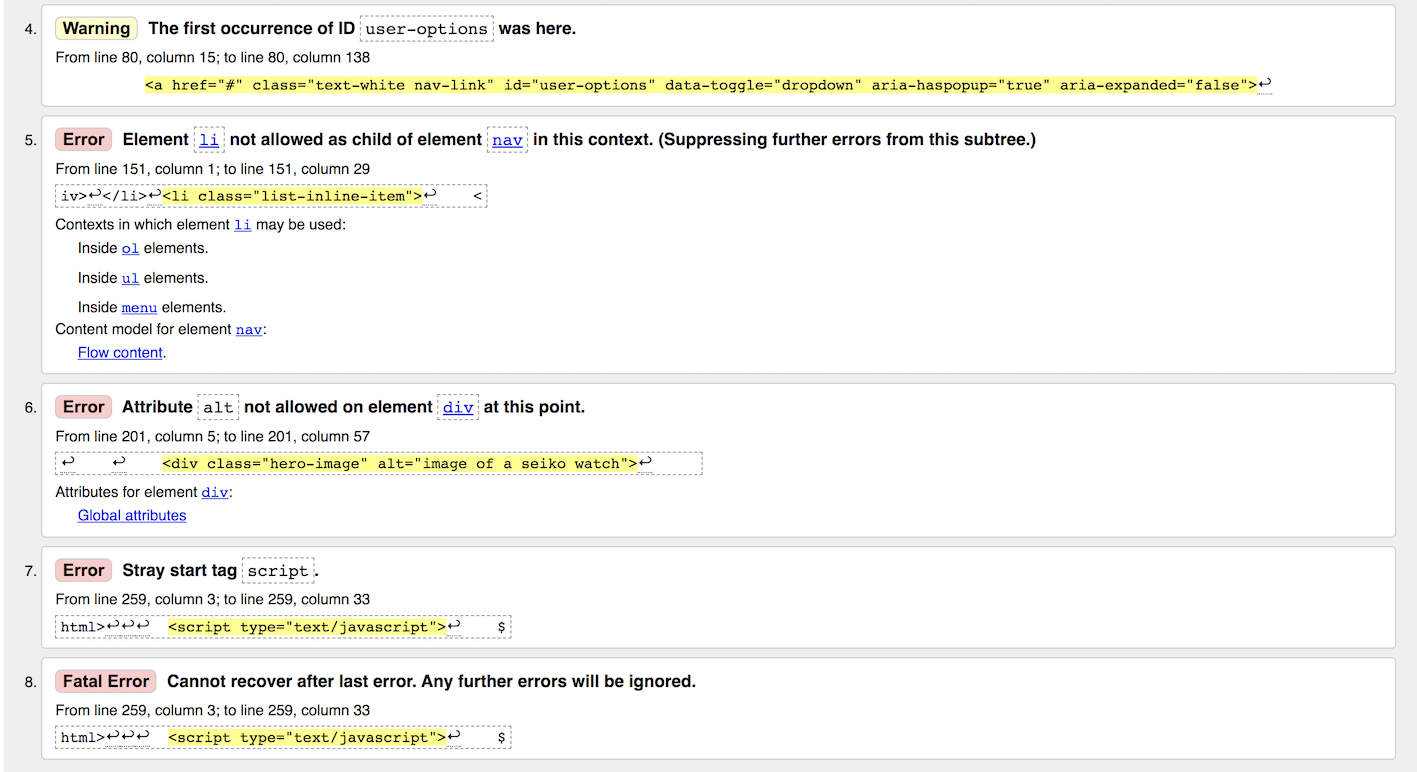 4. Warning The first occurrence of ID user-options was here.
From line 80, column 15; to line 80, column 138
<a href="#" class="text-white nav-link" id="user-options" data-toggle="dropdown" aria-haspopup="true" aria-expanded="false">↩
5. Error Element li not allowed as child of element nav in this context. (Suppressing further errors from this subtree.)
From line 151, column 1; to line 151, column 29
iv>↩</li>↩<li class="list-inline-item">↩    <
Contexts in which element li may be used:
Inside ol elements.
Inside ul elements.
Inside menu elements.
Content model for element nav:
Flow content.
6. Error Attribute alt not allowed on element div at this point.
From line 201, column 5; to line 201, column 57
↩    ↩    <div class="hero-image" alt="image of a seiko watch">↩
Attributes for element div:
Global attributes
7. Error Stray start tag script.
From line 259, column 3; to line 259, column 33
html>↩↩↩  <script type="text/javascript">↩    $
8. Fatal Error Cannot recover after last error. Any further errors will be ignored.
From line 259, column 3; to line 259, column 33
html>↩↩↩  <script type="text/javascript">↩    $